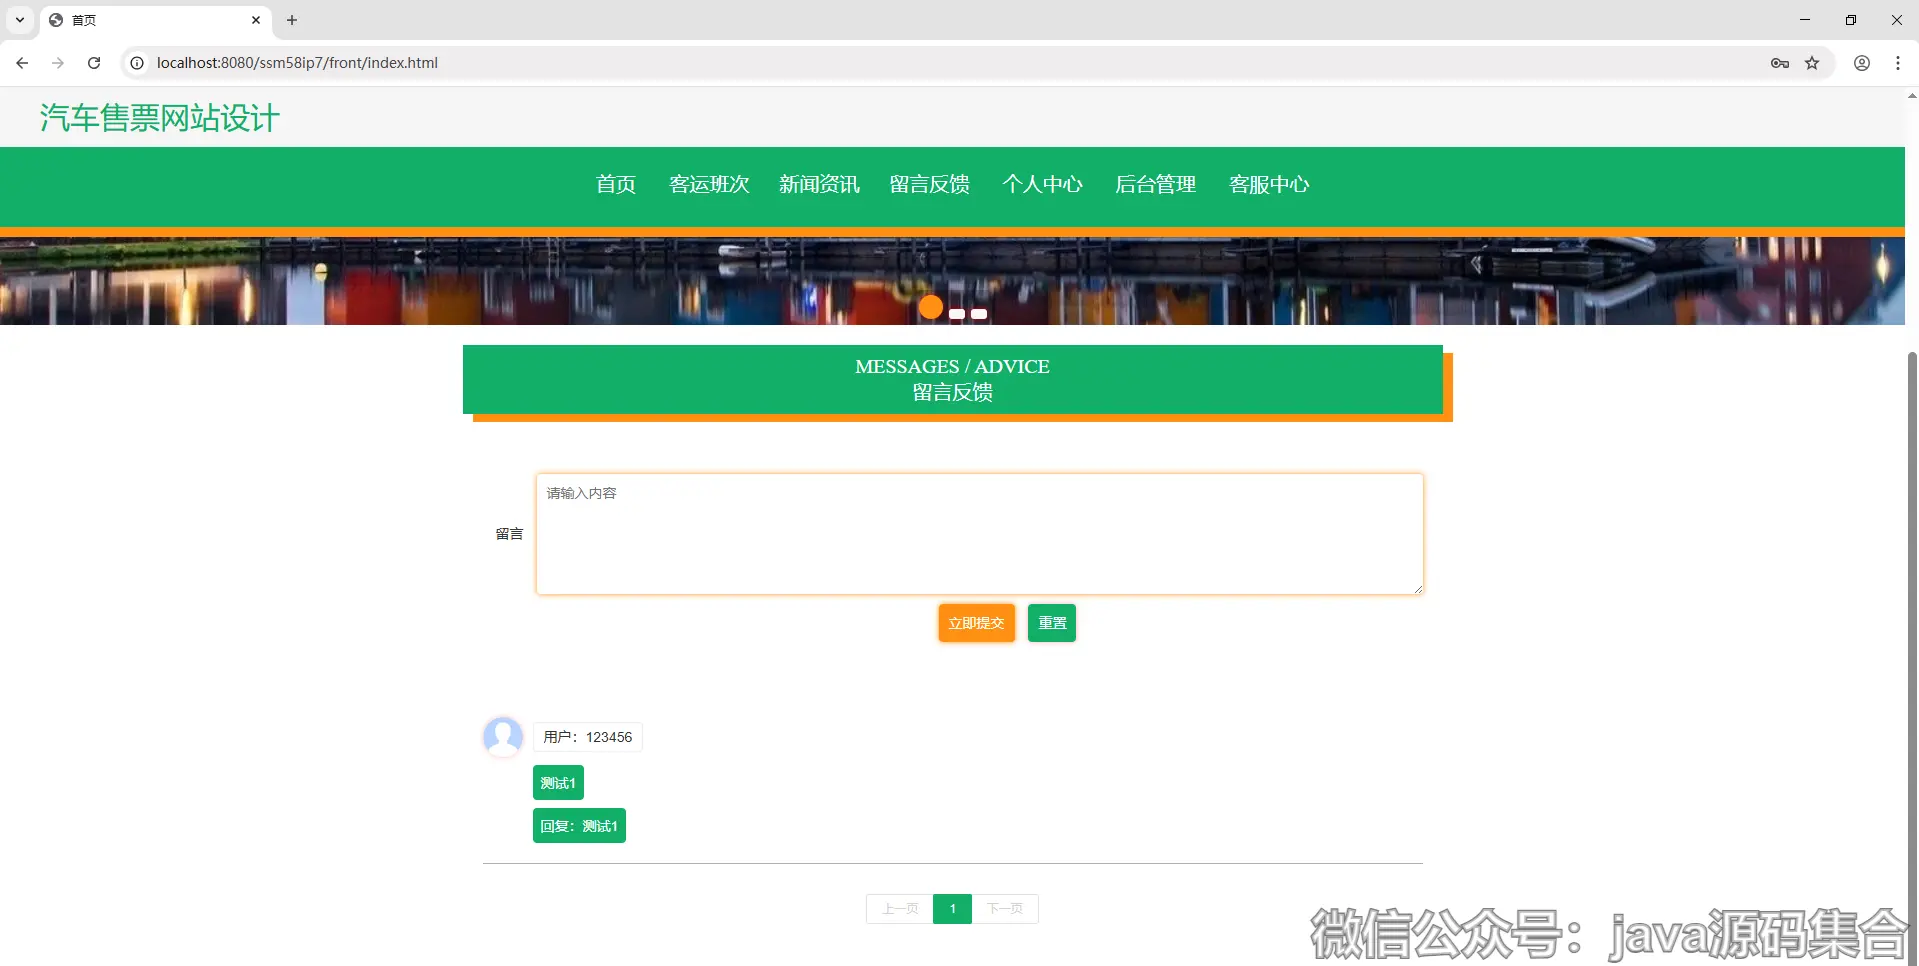 首页
localhost:8080/ssm58ip7/front/index.html
汽车售票网站设计
首页 客运班次 新闻资讯 留言反馈 个人中心 后台管理 客服中心
MESSAGES / ADVICE
留言反馈
请输入内容
留言
立即提交 重置
用户：123456
测试1
回复：测试1
上一页 1 下一页
微信公众号：java源码集合